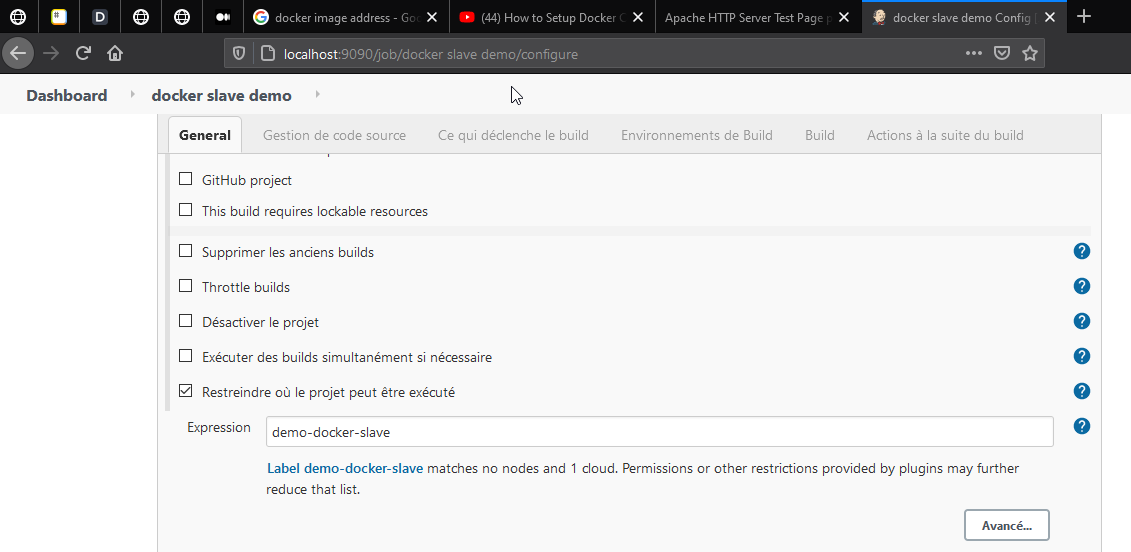 docker image address - Goo
(44) How to Setup Docker C
Apache HTTP Server Test Page p
docker slave demo Config [
localhost:9090/job/docker slave demo/configure
Dashboard
docker slave demo
General
Gestion de code source
Ce qui déclenche le build
Environnements de Build
Build
Actions à la suite du build
GitHub project
This build requires lockable resources
Supprimer les anciens builds
?
Throttle builds
?
Désactiver le projet
?
Exécuter des builds simultanément si nécessaire
?
Restreindre où le projet peut être exécuté
?
Expression
demo-docker-slave
?
Label demo-docker-slave matches no nodes and 1 cloud. Permissions or other restrictions provided by plugins may further
reduce that list.
Avancé...